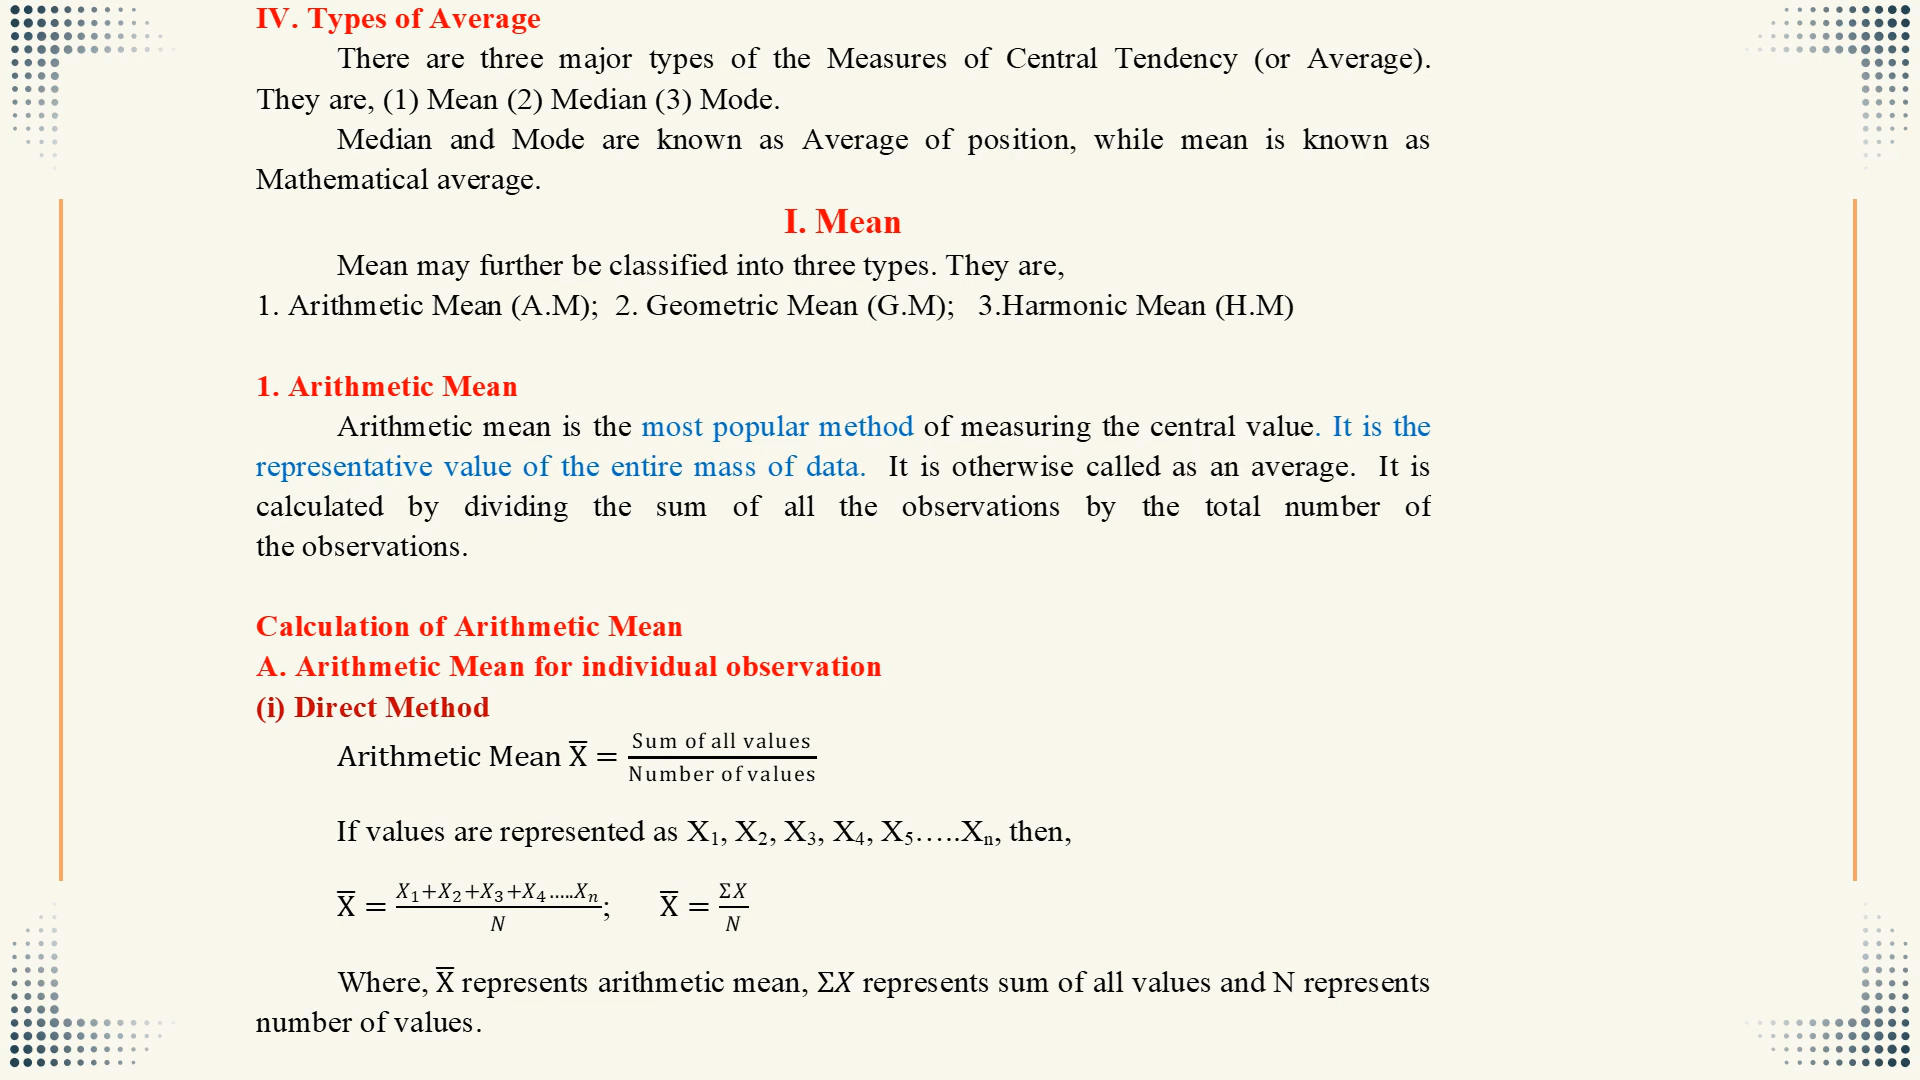 IV. Types of Average
There are three major types of the Measures of Central Tendency (or Average).
They are, (1) Mean (2) Median (3) Mode.
Median and Mode are known as Average of position, while mean is known as
Mathematical average.
I. Mean
Mean may further be classified into three types. They are,
1. Arithmetic Mean (A.M);  2. Geometric Mean (G.M);   3.Harmonic Mean (H.M)
1. Arithmetic Mean
Arithmetic mean is the most popular method of measuring the central value. It is the
representative value of the entire mass of data.  It is otherwise called as an average.  It is
calculated by dividing the sum of all the observations by the total number of
the observations.
Calculation of Arithmetic Mean
A. Arithmetic Mean for individual observation
(i) Direct Method
Arithmetic Mean X̅ = Sum of all values / Number of values
If values are represented as X₁, X₂, X₃, X₄, X₅…..Xₙ, then,
X̅ = X₁+X₂+X₃+X₄.....Xₙ / N;    X̅ = ΣX / N
Where, X̅ represents arithmetic mean, ΣX represents sum of all values and N represents
number of values.